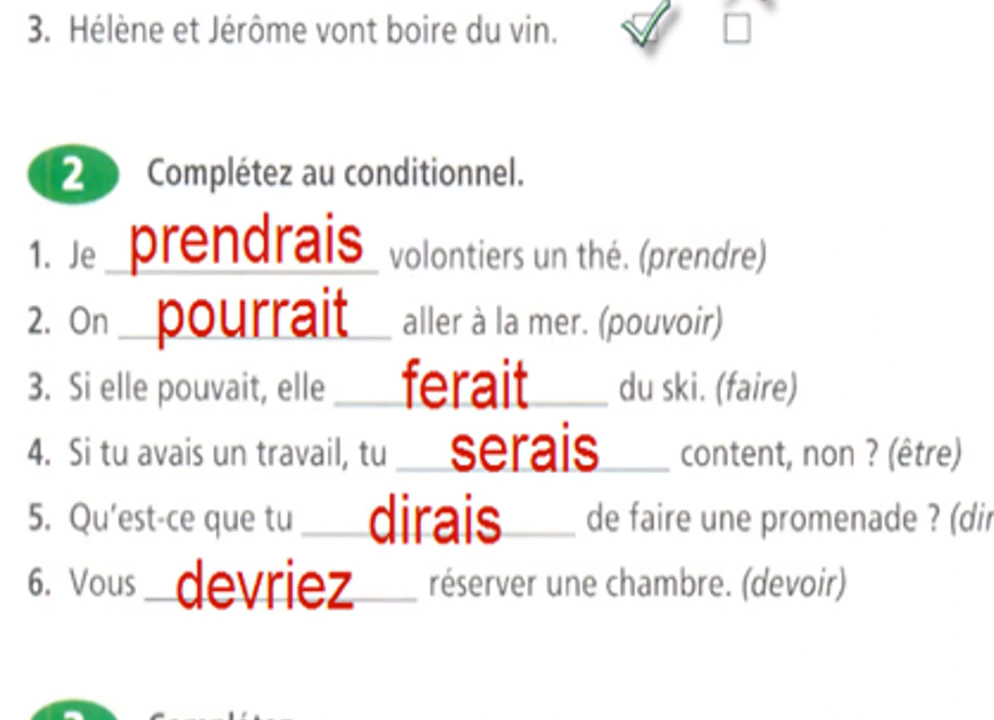 3. Hélène et Jérôme vont boire du vin.
2 Complétez au conditionnel.
1. Je prendrais volontiers un thé. (prendre)
2. On pourrait aller à la mer. (pouvoir)
3. Si elle pouvait, elle ferait du ski. (faire)
4. Si tu avais un travail, tu serais content, non ? (être)
5. Qu'est-ce que tu dirais de faire une promenade ? (dir
6. Vous devriez réserver une chambre. (devoir)
3 Complétez